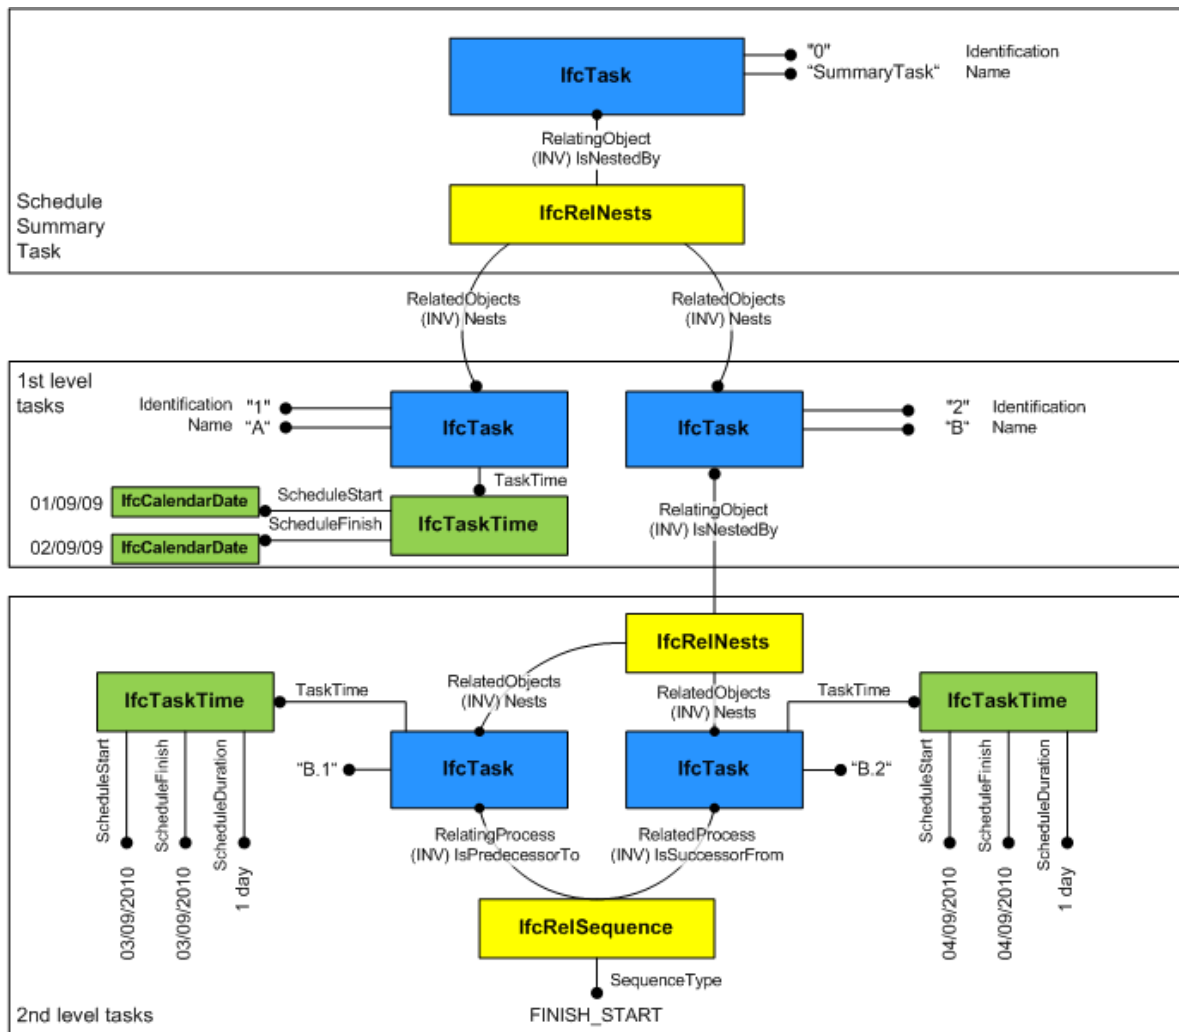 IfcTask
"0" Identification
“SummaryTask“ Name
RelatingObject
(INV) IsNestedBy
Schedule
Summary
Task
IfcRelNests
RelatedObjects
(INV) Nests
RelatedObjects
(INV) Nests
1st level
tasks
Identification "1"
Name “A”
IfcTask
IfcTask
"2" Identification
“B“ Name
TaskTime
01/09/09 IfcCalendarDate ScheduleStart
IfcTaskTime
02/09/09 IfcCalendarDate ScheduleFinish
RelatingObject
(INV) IsNestedBy
IfcRelNests
IfcTaskTime
TaskTime
RelatedObjects
(INV) Nests
RelatedObjects
(INV) Nests
TaskTime
IfcTaskTime
ScheduleStart
ScheduleFinish
ScheduleDuration
03/09/2010
03/09/2010
1 day
“B.1“
IfcTask
IfcTask
“B.2“
ScheduleStart
ScheduleFinish
ScheduleDuration
04/09/2010
04/09/2010
1 day
RelatingProcess
(INV) IsPredecessorTo
RelatedProcess
(INV) IsSuccessorFrom
IfcRelSequence
SequenceType
FINISH_START
2nd level tasks